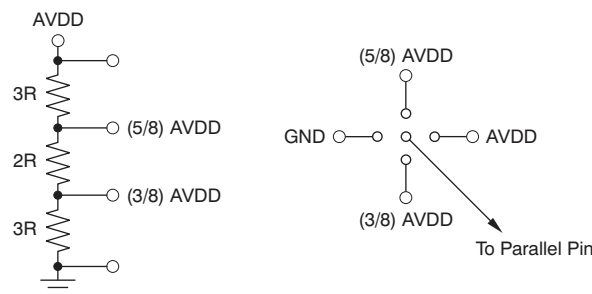 AVDD
3R
(5/8) AVDD
2R
(3/8) AVDD
3R
(5/8) AVDD
GND
AVDD
(3/8) AVDD
To Parallel Pin